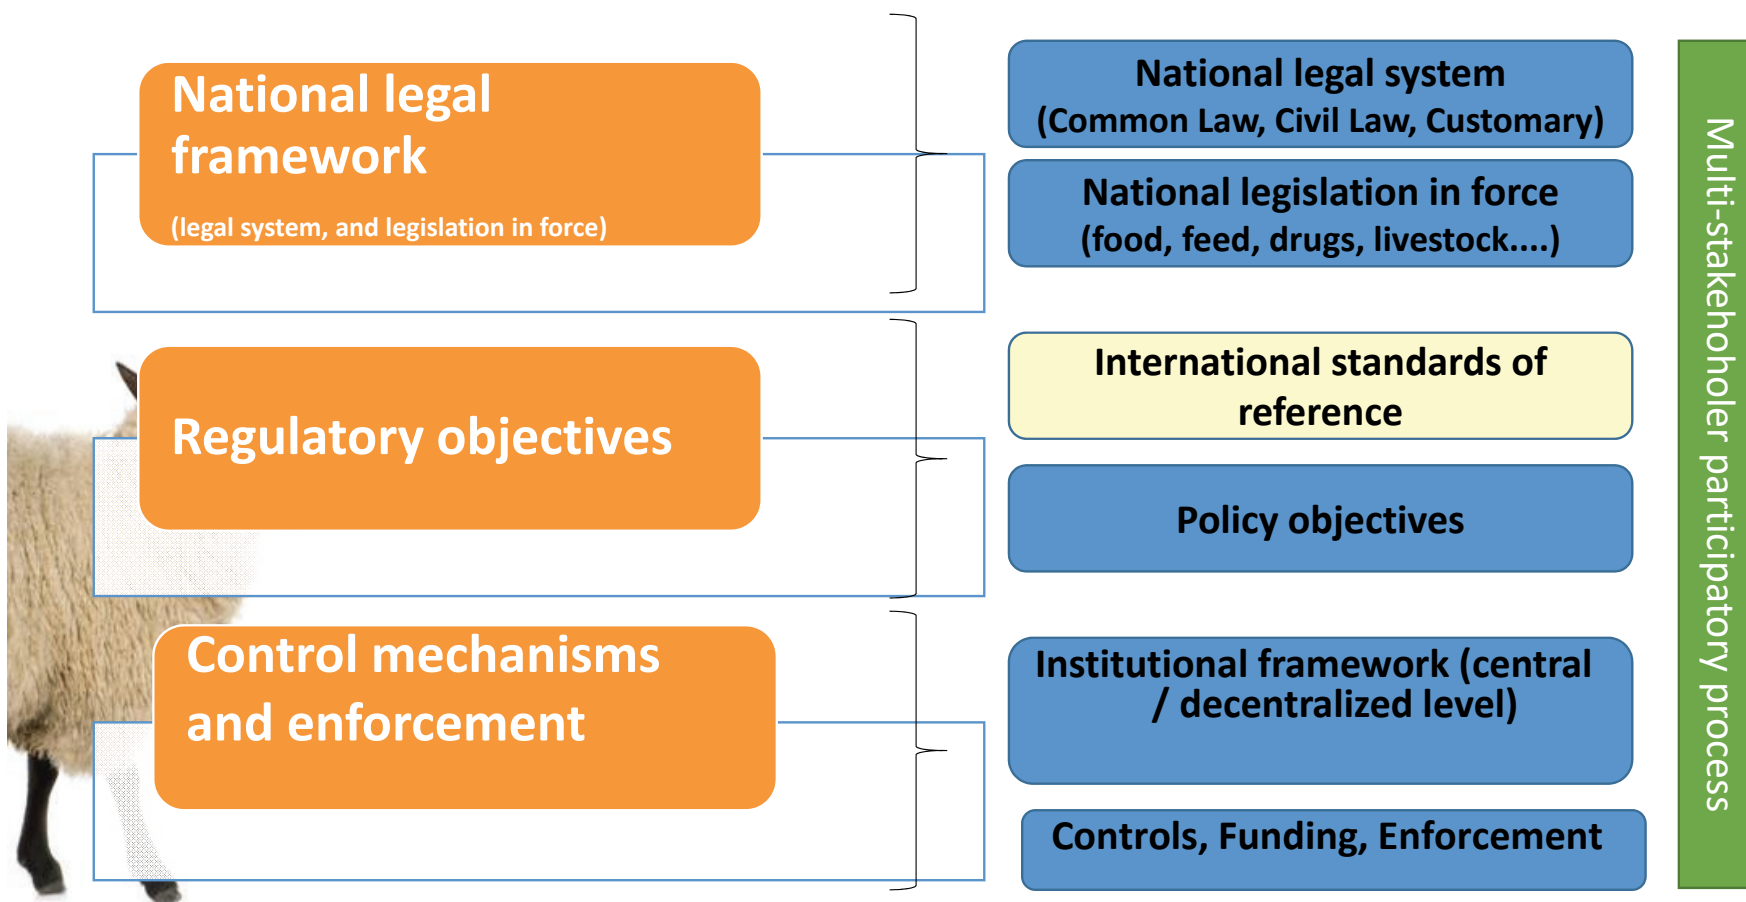 National legal
framework
(legal system, and legislation in force)
National legal system
(Common Law, Civil Law, Customary)
National legislation in force
(food, feed, drugs, livestock....)
Regulatory objectives
International standards of
reference
Policy objectives
Control mechanisms
and enforcement
Institutional framework (central
/ decentralized level)
Controls, Funding, Enforcement
Multi-stakehoholer participatory process